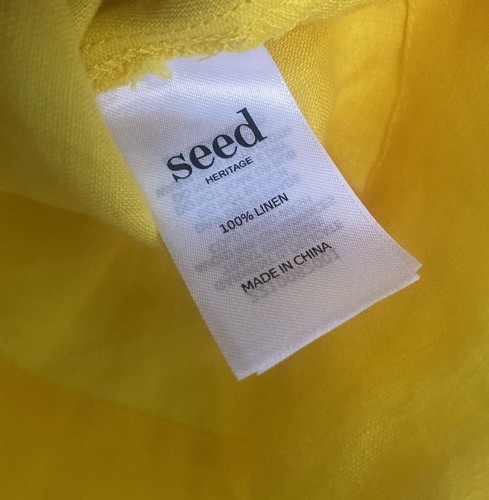 seed
HERITAGE
100% LINEN
MADE IN CHINA